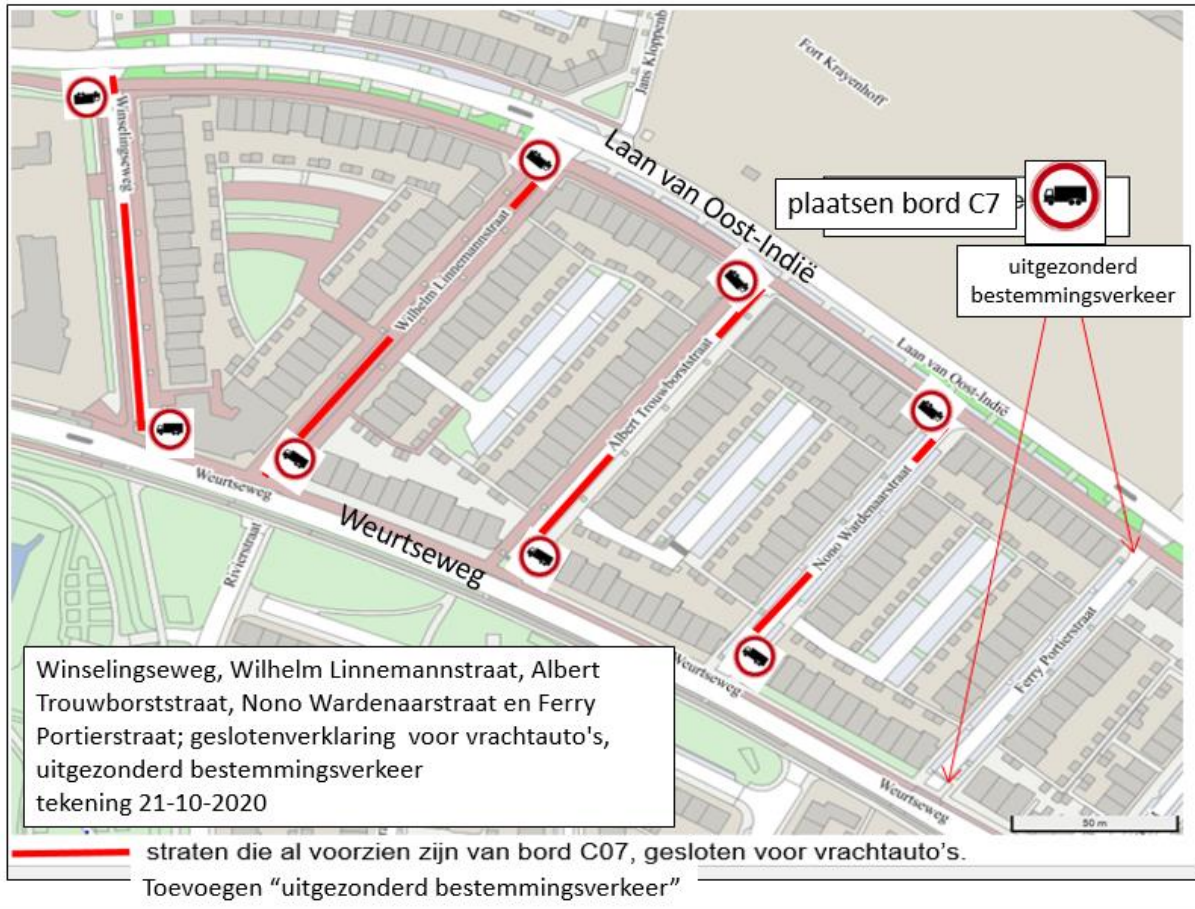 Fort Krayenhoff
Winselingseweg
Wilhelm Linnemannstraat
Laan van Oost-Indië
plaatsen bord C7
uitgezonderd
bestemmingsverkeer
Laan van Oost-Indië
Albert Trouwborststraat
Nono Wardenaarstraat
Ferry Portierstraat
Weurtseweg
Weurtseweg
Rivierstraat
Weurtseweg
Weurtseweg
Winselingseweg, Wilhelm Linnemannstraat, Albert
Trouwborststraat, Nono Wardenaarstraat en Ferry
Portierstraat; geslotenverklaring voor vrachtauto's,
uitgezonderd bestemmingsverkeer
tekening 21-10-2020
50 m
straten die al voorzien zijn van bord C07, gesloten voor vrachtauto's.
Toevoegen "uitgezonderd bestemmingsverkeer"